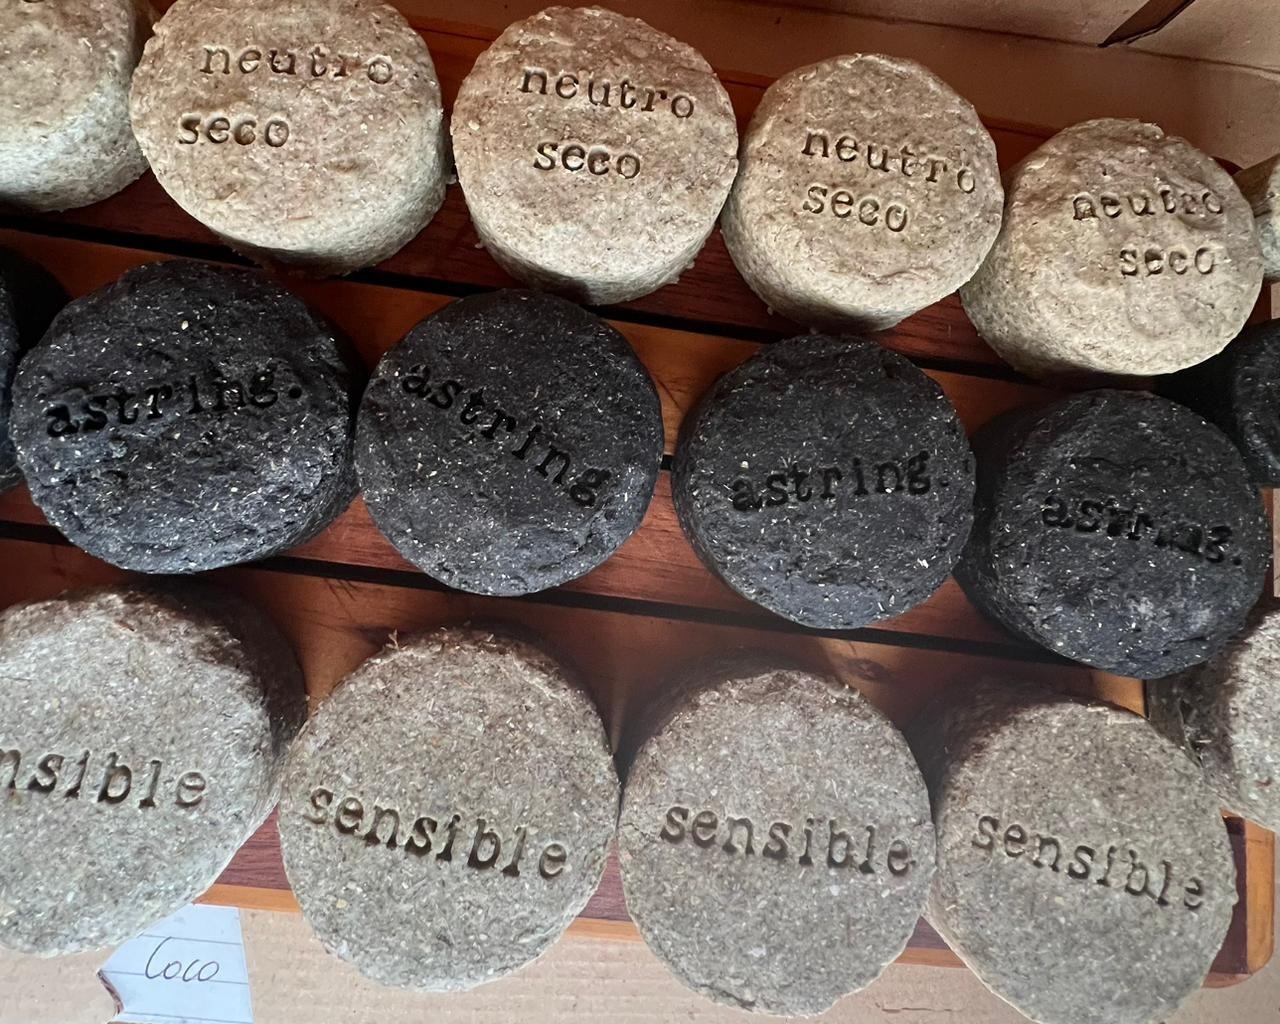 neutro
seco
neutro
seco
neutro
seco
neutro
seco
astring.
astring
astring.
astring.
nsible
sensible
sensible
sensible
Coco